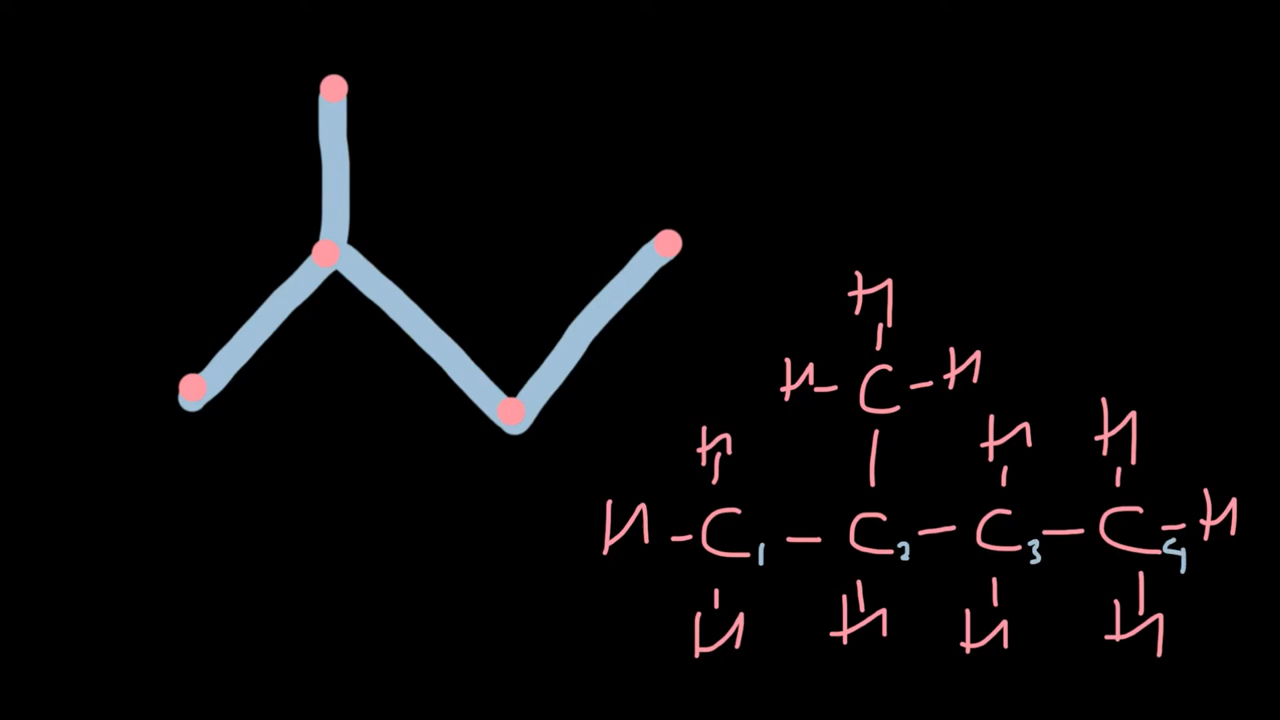 H
H-C-H
H H H
H-C1-C2-C3-C4-H
H H H H